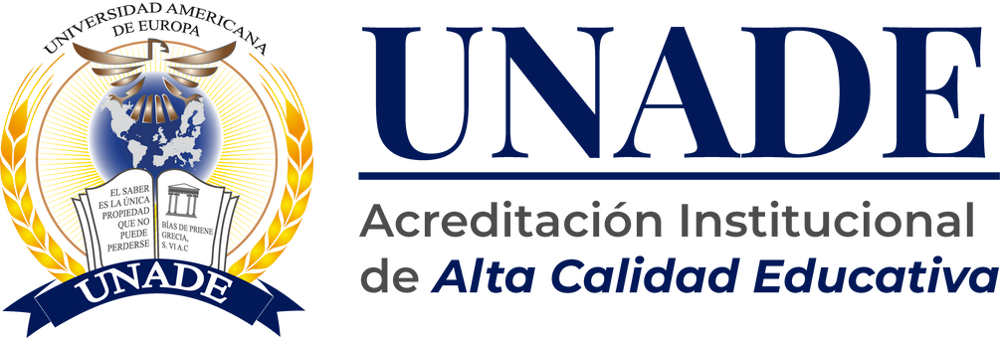 UNIVERSIDAD AMERICANA
DE EUROPA
EL SABER
ES LA ÚNICA
PROPIEDAD
QUE NO
PUEDE
PERDERSE
BÍAS DE PRIENE
GRECIA,
S. VI A.C
UNADE
UNADE
Acreditación Institucional
de Alta Calidad Educativa